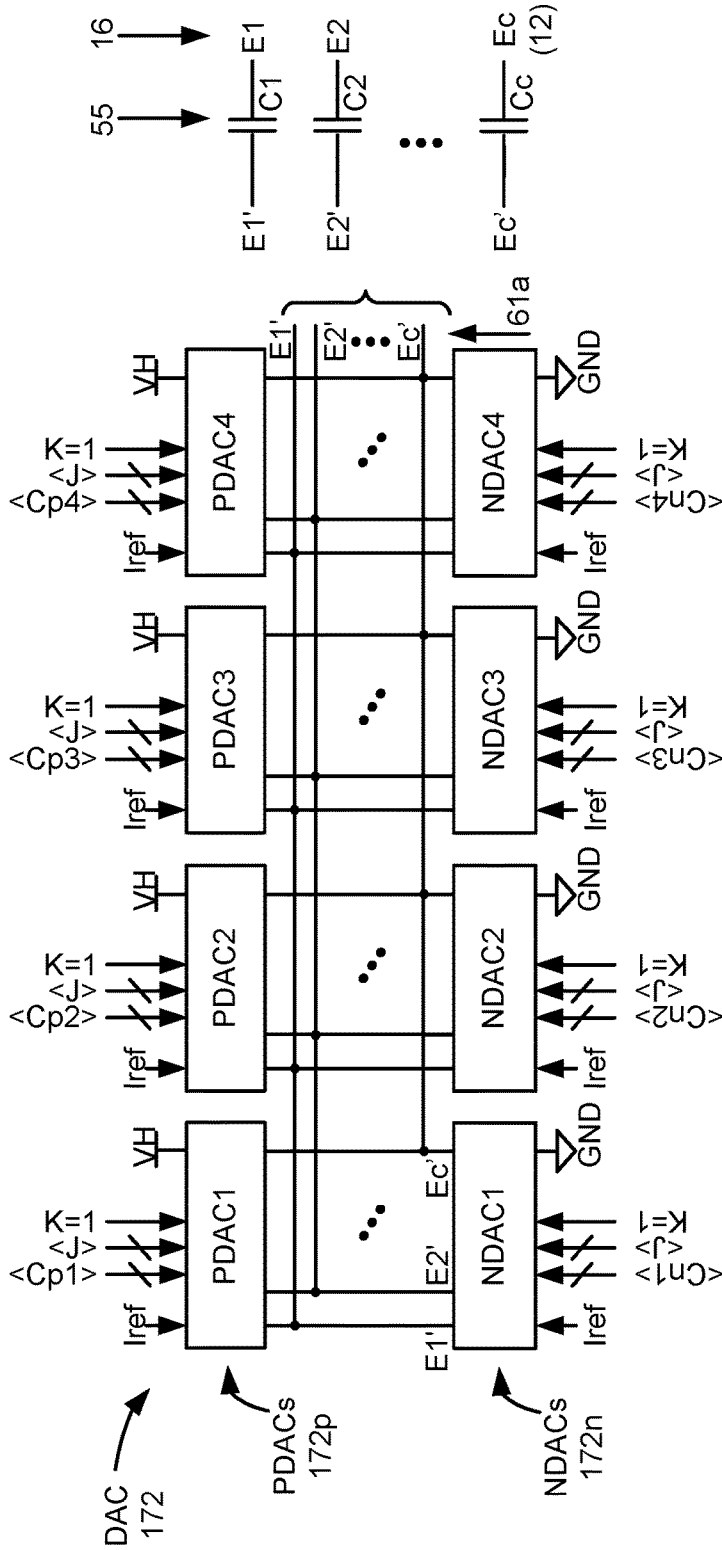 DAC
172
PDACs
172p
NDACs
172n
Iref
<Cp1>
<J>
K=1
VH
PDAC1
Iref
<Cp2>
<J>
K=1
VH
PDAC2
Iref
<Cp3>
<J>
K=1
VH
PDAC3
Iref
<Cp4>
<J>
K=1
VH
PDAC4
E1'
E2'
Ec'
E1'
E2'
Ec'
61a
NDAC1
Iref
<Cn1>
<J>
K=1
GND
NDAC2
Iref
<Cn2>
<J>
K=1
GND
NDAC3
Iref
<Cn3>
<J>
K=1
GND
NDAC4
Iref
<Cn4>
<J>
K=1
GND
55
16
E1'
C1
E1
E2'
C2
E2
Ec'
Cc
Ec
(12)